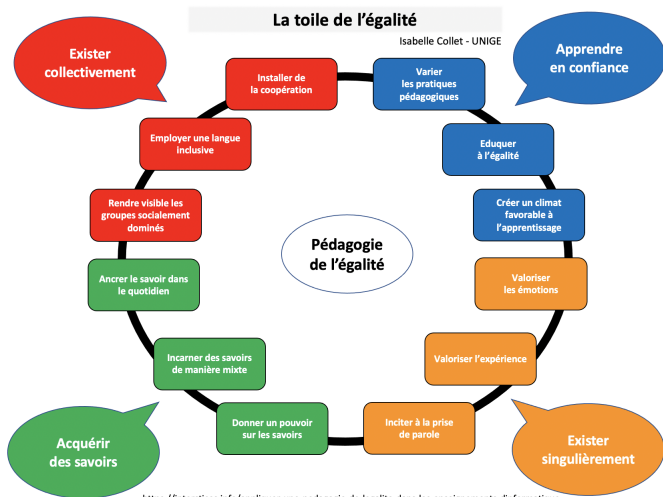 La toile de l'égalité
Isabelle Collet - UNIGE
Exister
collectivement
Apprendre
en confiance
Installer de
la coopération
Varier
les pratiques
pédagogiques
Employer une langue
inclusive
Eduquer
à l'égalité
Rendre visible les
groupes socialement
dominés
Créer un climat
favorable à
l'apprentissage
Pédagogie
de l'égalité
Ancrer le savoir dans
le quotidien
Valoriser
les émotions
Incarner des savoirs
de manière mixte
Valoriser l'expérience
Donner un pouvoir
sur les savoirs
Inciter à la prise
de parole
Acquérir
des savoirs
Exister
singulièrement